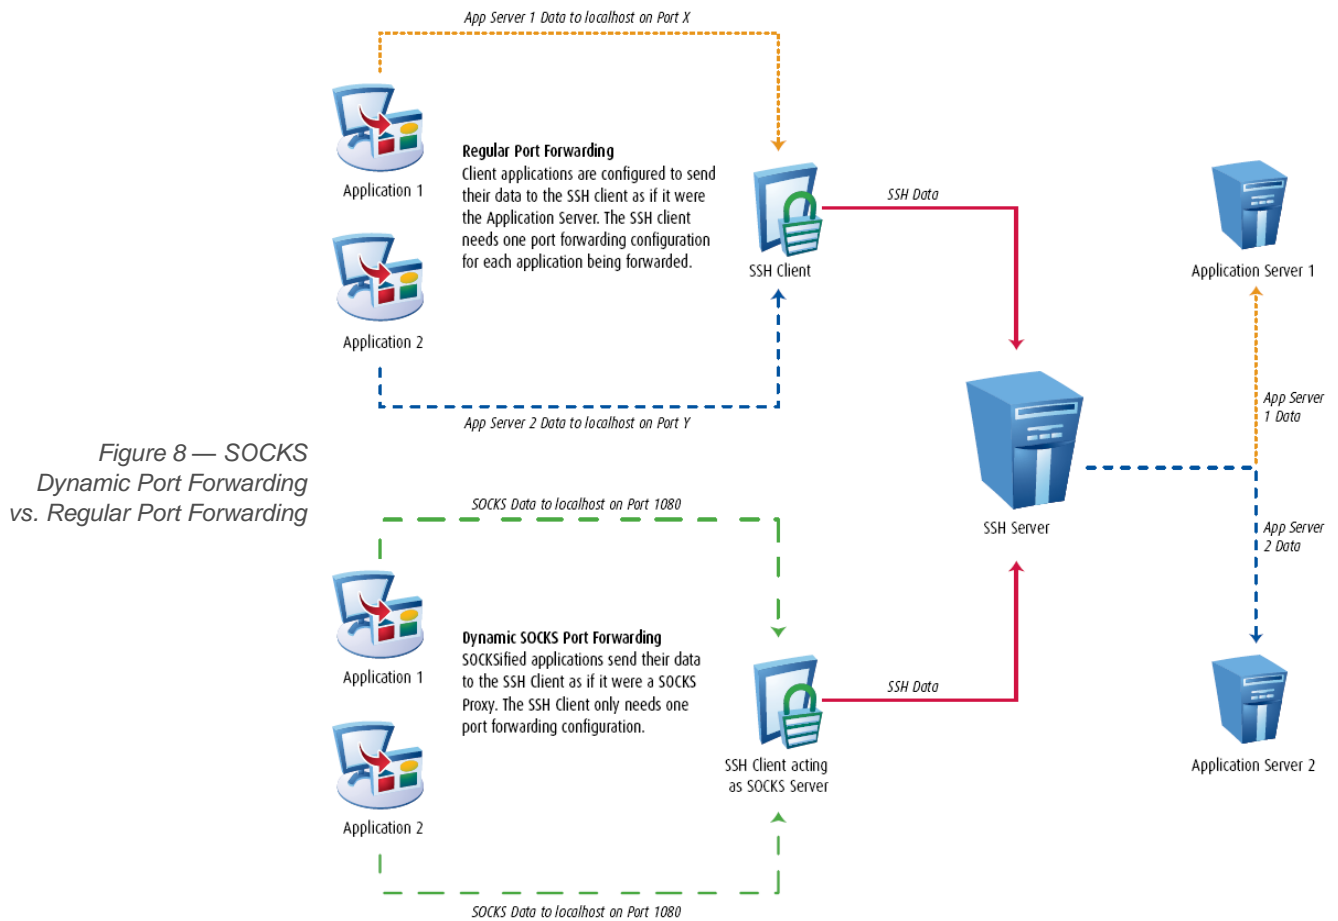 App Server 1 Data to localhost on Port X
Application 1
Regular Port Forwarding
Client applications are configured to send
their data to the SSH client as if it were
the Application Server. The SSH client
needs one port forwarding configuration
for each application being forwarded.
SSH Client
SSH Data
Application Server 1
Application 2
App Server 2 Data to localhost on Port Y
App Server
1 Data
Figure 8 — SOCKS
Dynamic Port Forwarding
vs. Regular Port Forwarding
SSH Server
App Server
2 Data
SOCKS Data to localhost on Port 1080
Application 1
Dynamic SOCKS Port Forwarding
SOCKSified applications send their data
to the SSH Client as if it were a SOCKS
Proxy. The SSH Client only needs one
port forwarding configuration.
SSH Data
SSH Client acting
as SOCKS Server
Application Server 2
Application 2
SOCKS Data to localhost on Port 1080